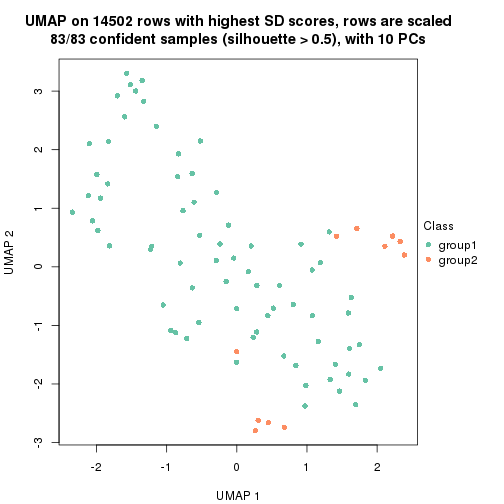 UMAP on 14502 rows with highest SD scores, rows are scaled
83/83 confident samples (silhouette > 0.5), with 10 PCs
3
2
1
0
-1
-2
-3
UMAP 2
-2 -1 0 1 2
UMAP 1
Class
group1
group2